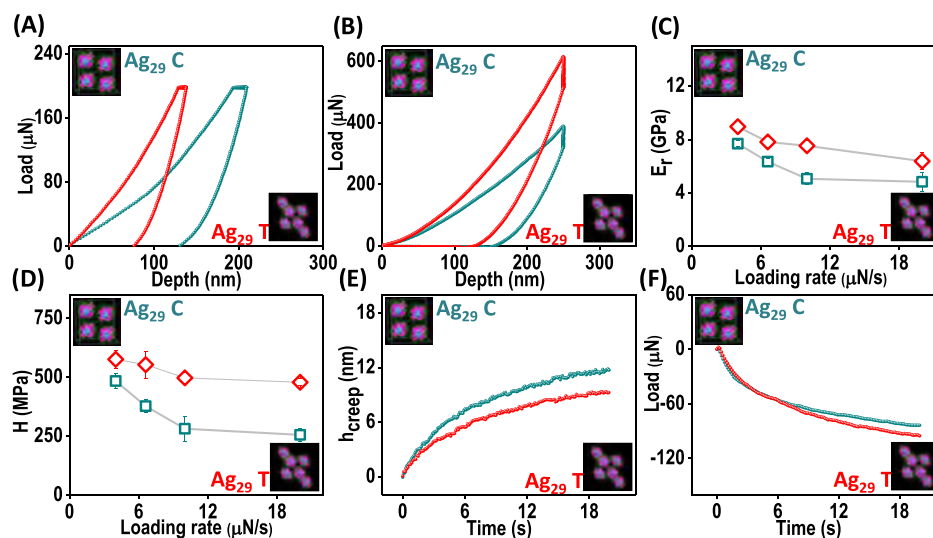 (A)
Ag29 C
Load (μN)
240
160
80
0
0 100 200 300
Depth (nm)
Ag29 T
(B)
Ag29 C
Load (μN)
600
400
200
0
0 100 200 300
Depth (nm)
Ag29 T
(C)
Ag29 C
Er (GPa)
12
8
4
0
0 6 12 18
Loading rate (μN/s)
Ag29 T
(D)
Ag29 C
H (MPa)
750
500
250
0
0 6 12 18
Loading rate (μN/s)
Ag29 T
(E)
Ag29 C
hcreep (nm)
18
12
6
0
0 6 12 18
Time (s)
Ag29 T
(F)
Ag29 C
Load (μN)
60
0
-60
-120
0 6 12 18
Time (s)
Ag29 T